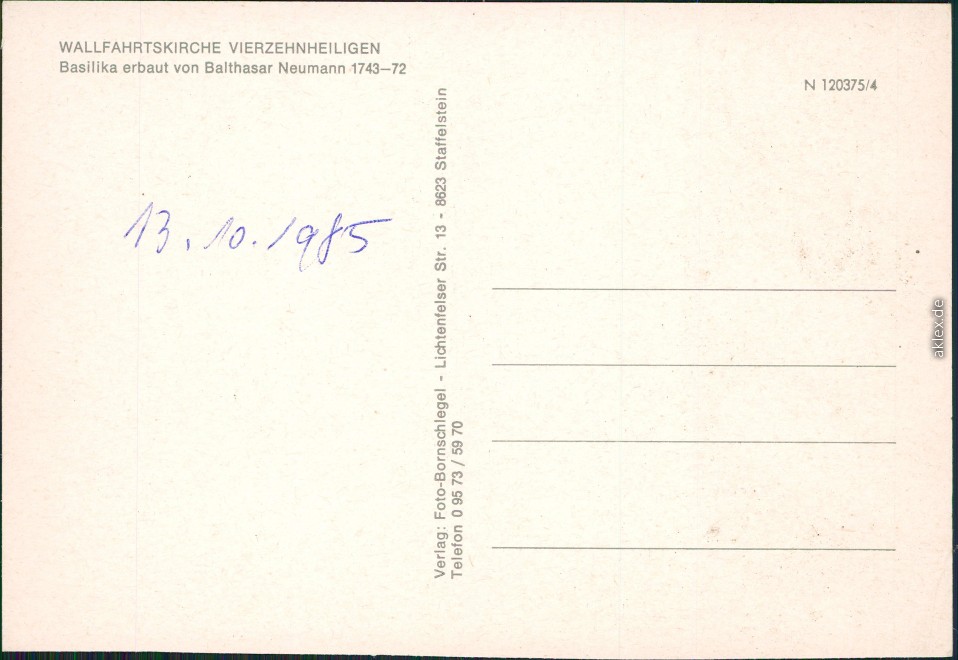 WALLFAHRTSKIRCHE VIERZEHNHEILIGEN
Basilika erbaut von Balthasar Neumann 1743—72
N 120375/4
13. 10. 1985
Verlag: Foto-Bornschlegel - Lichtenfelser Str. 13 - 8623 Staffelstein
Telefon 0 95 73 / 59 70
aklex.de